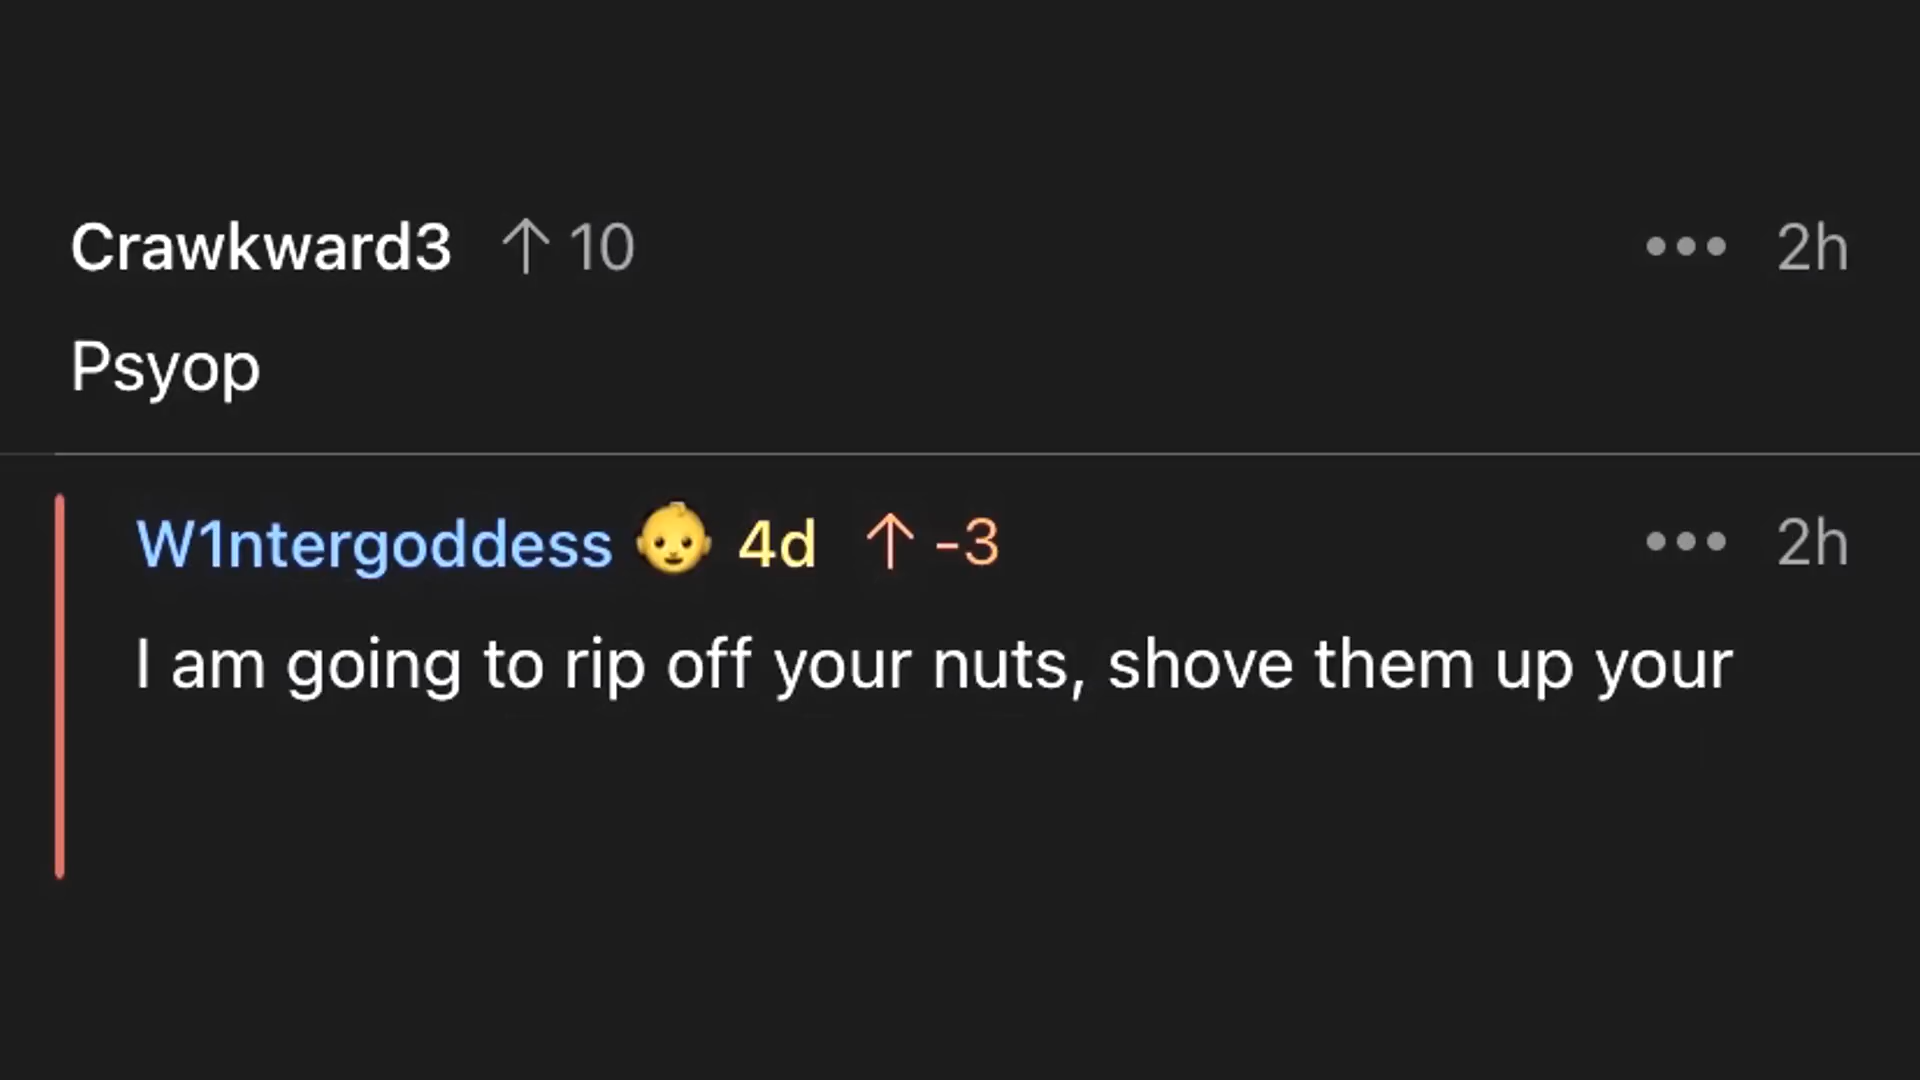 Crawkward3 ↑ 10 ••• 2h
Psyop
W1ntergoddess 👶 4d ↑ -3 ••• 2h
I am going to rip off your nuts, shove them up your